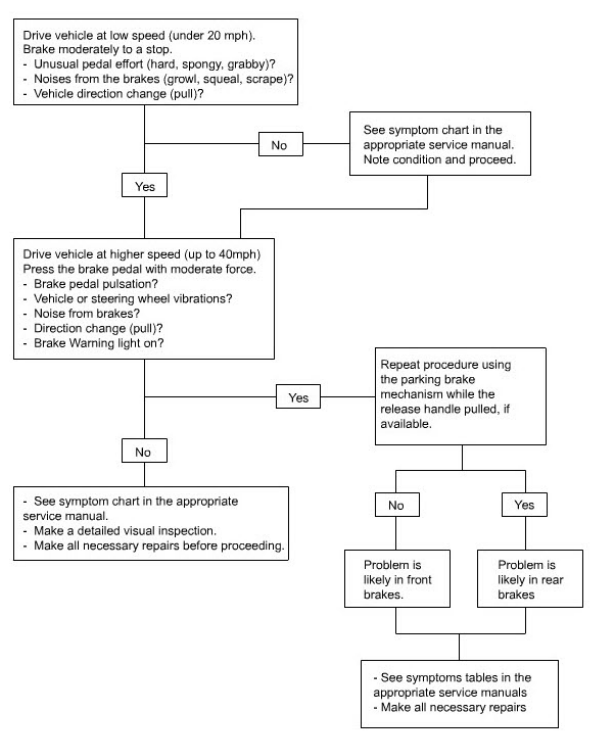 Drive vehicle at low speed (under 20 mph).
Brake moderately to a stop.
- Unusual pedal effort (hard, spongy, grabby)?
- Noises from the brakes (growl, squeal, scrape)?
- Vehicle direction change (pull)?
No
See symptom chart in the
appropriate service manual.
Note condition and proceed.
Yes
Drive vehicle at higher speed (up to 40mph)
Press the brake pedal with moderate force.
- Brake pedal pulsation?
- Vehicle or steering wheel vibrations?
- Noise from brakes?
- Direction change (pull)?
- Brake Warning light on?
Yes
Repeat procedure using
the parking brake
mechanism while the
release handle pulled, if
available.
No
- See symptom chart in the appropriate
service manual.
- Make a detailed visual inspection.
- Make all necessary repairs before proceeding.
No
Yes
Problem is
likely in front
brakes.
Problem is
likely in rear
brakes
- See symptoms tables in the
appropriate service manuals
- Make all necessary repairs